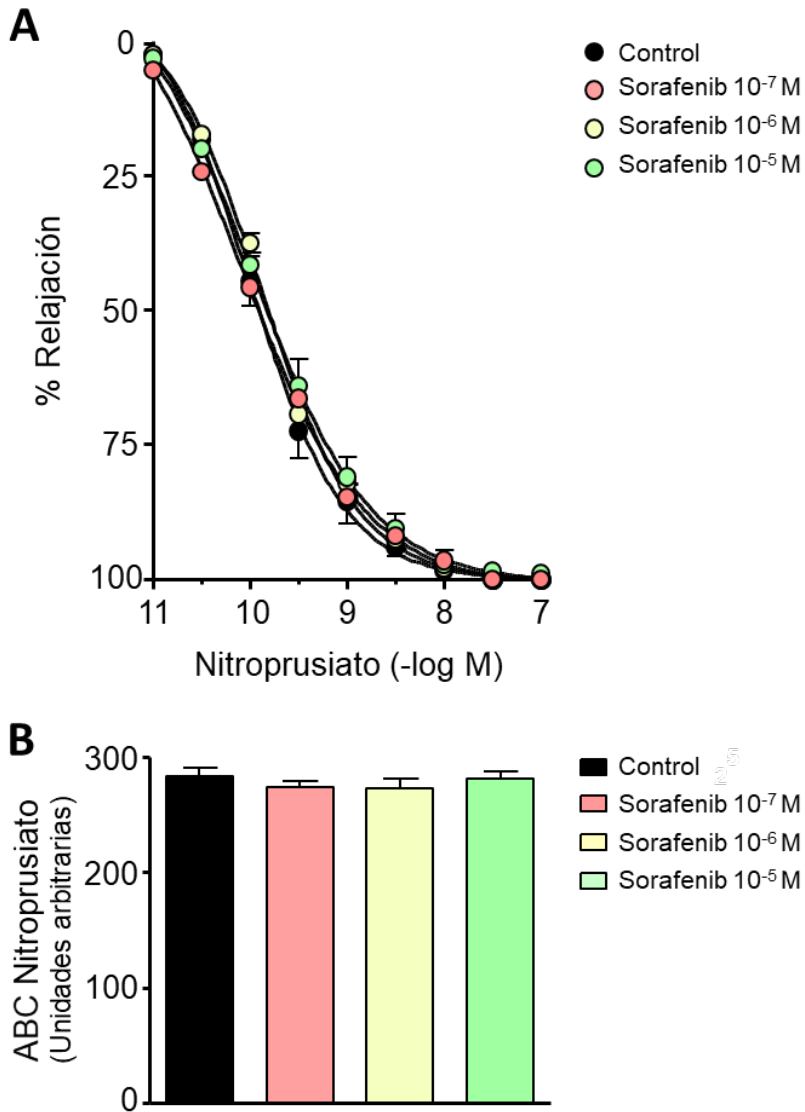 A
0
25
50
75
100
% Relajación
11 10 9 8 7
Nitroprusiato (-log M)
Control
Sorafenib 10⁻⁷ M
Sorafenib 10⁻⁶ M
Sorafenib 10⁻⁵ M
B
300
200
100
0
ABC Nitroprusiato
(Unidades arbitrarias)
Control
Sorafenib 10⁻⁷ M
Sorafenib 10⁻⁶ M
Sorafenib 10⁻⁵ M